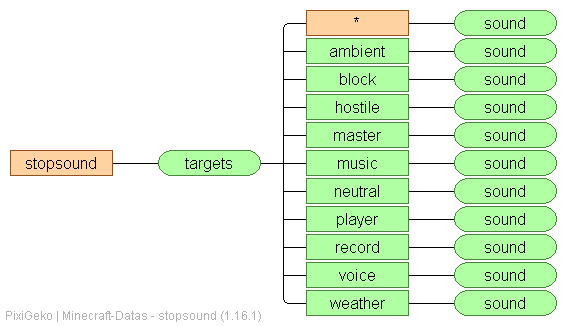 * sound
ambient sound
block sound
hostile sound
master sound
stopsound targets music sound
neutral sound
player sound
record sound
voice sound
weather sound
PixiGeko | Minecraft-Datas - stopsound (1.16.1)